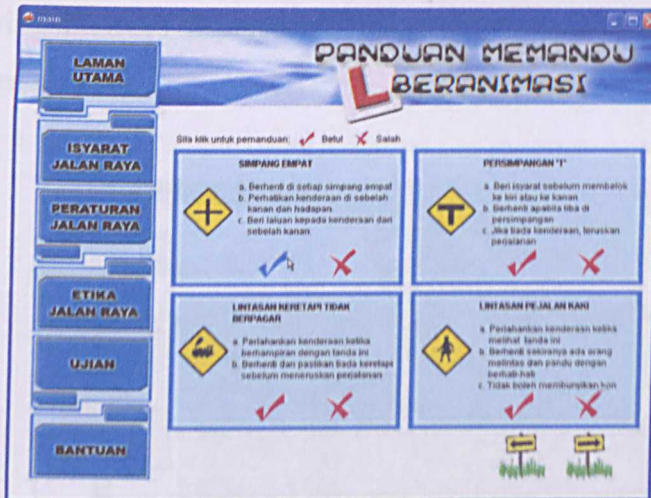 main
PANDUAN MEMANDU
BERANIMASI
L
LAMAN
UTAMA
ISYARAT
JALAN RAYA
PERATURAN
JALAN RAYA
ETIKA
JALAN RAYA
UJIAN
BANTUAN
Sila klik untuk pemanduan: Betul Salah
SIMPANG EMPAT
a. Berhenti di setiap simpang empat
b. Perhatikan kenderaan di sebelah
kanan dan hadapan.
c. Beri laluan kepada kenderaan dari
sebelah kanan.
PERSIMPANGAN "T"
a. Beri isyarat sebelum membelok
ke kiri atau ke kanan
b. Berhenti apabila tiba di
persimpangan
c. Jika tiada kenderaan, teruskan
perjalanan
LINTASAN KERETAPI TIDAK
BERPAGAR
a. Perlahankan kenderaan ketika
berhampiran dengan tanda ini
b. Berhenti dan pastikan tiada keretapi
sebelum meneruskan perjalanan
LINTASAN PEJALAN KAKI
a. Perlahankan kenderaan ketika
melihat tanda ini
b. Berhenti sekiranya ada orang
melintas dan pandu dengan
berhati-hati
c. Tidak boleh membunyikan hon